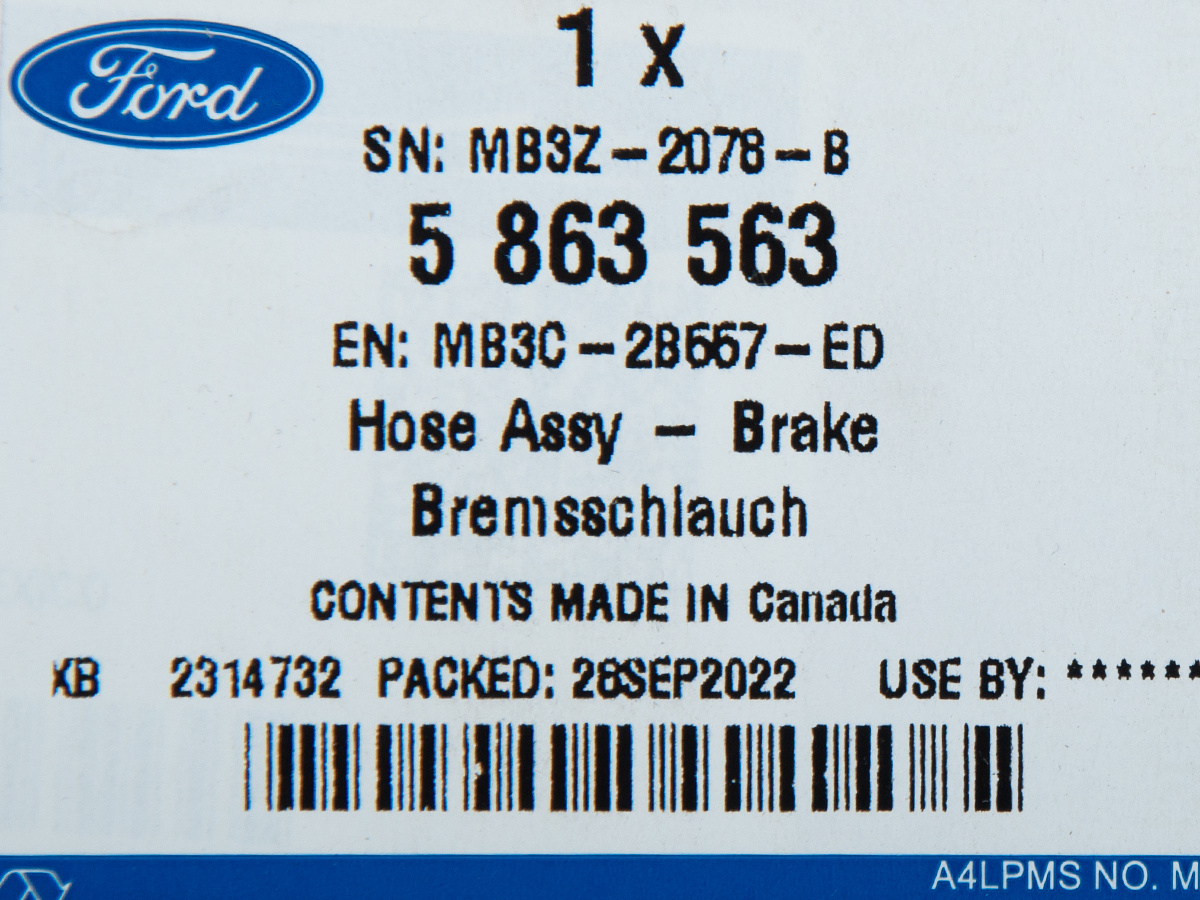 Ford
1 x
SN: MB3Z-2078-B
5 863 563
EN: MB3C-2B557-ED
Hose Assy - Brake
Bremsschlauch
CONTENTS MADE IN Canada
KB 2314732 PACKED: 26SEP2022 USE BY: ******
A4LPMS NO. M